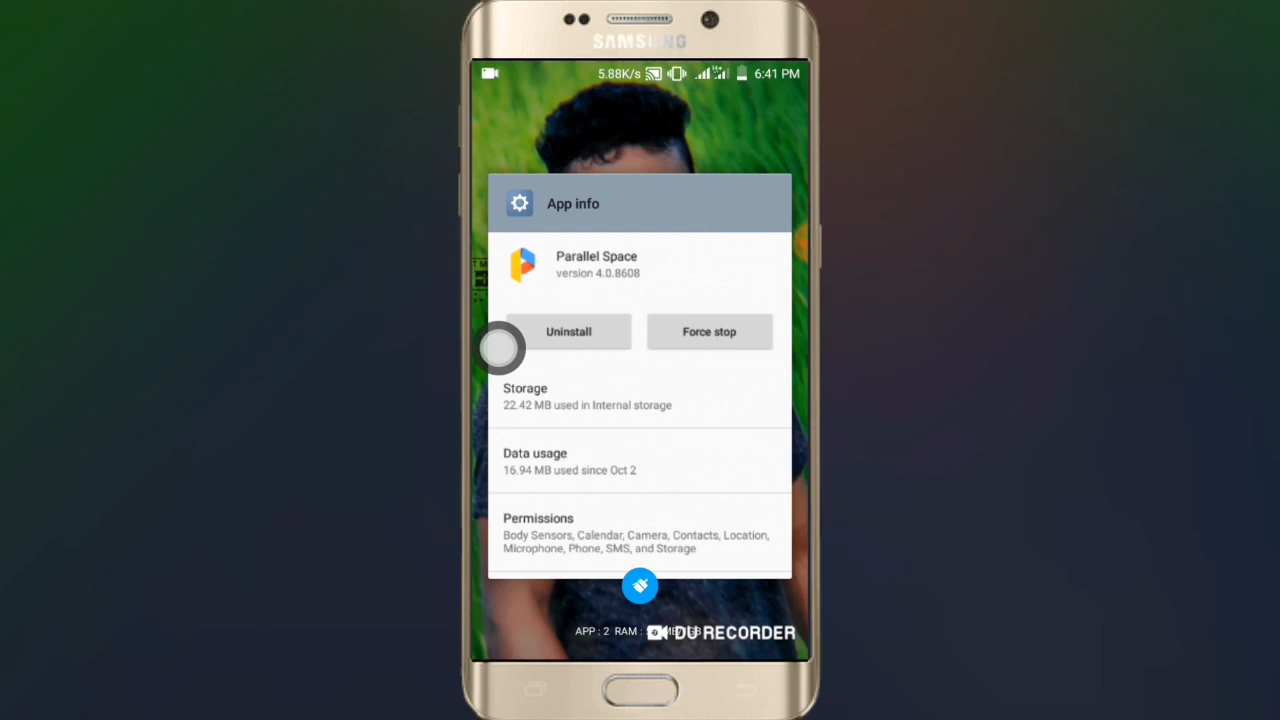 SAMSUNG
5.88K/s H+ 6:41 PM
App info
Parallel Space
version 4.0.8608
Uninstall
Force stop
Storage
22.42 MB used in Internal storage
Data usage
16.94 MB used since Oct 2
Permissions
Body Sensors, Calendar, Camera, Contacts, Location,
Microphone, Phone, SMS, and Storage
APP : 2 RAM :
DU RECORDER